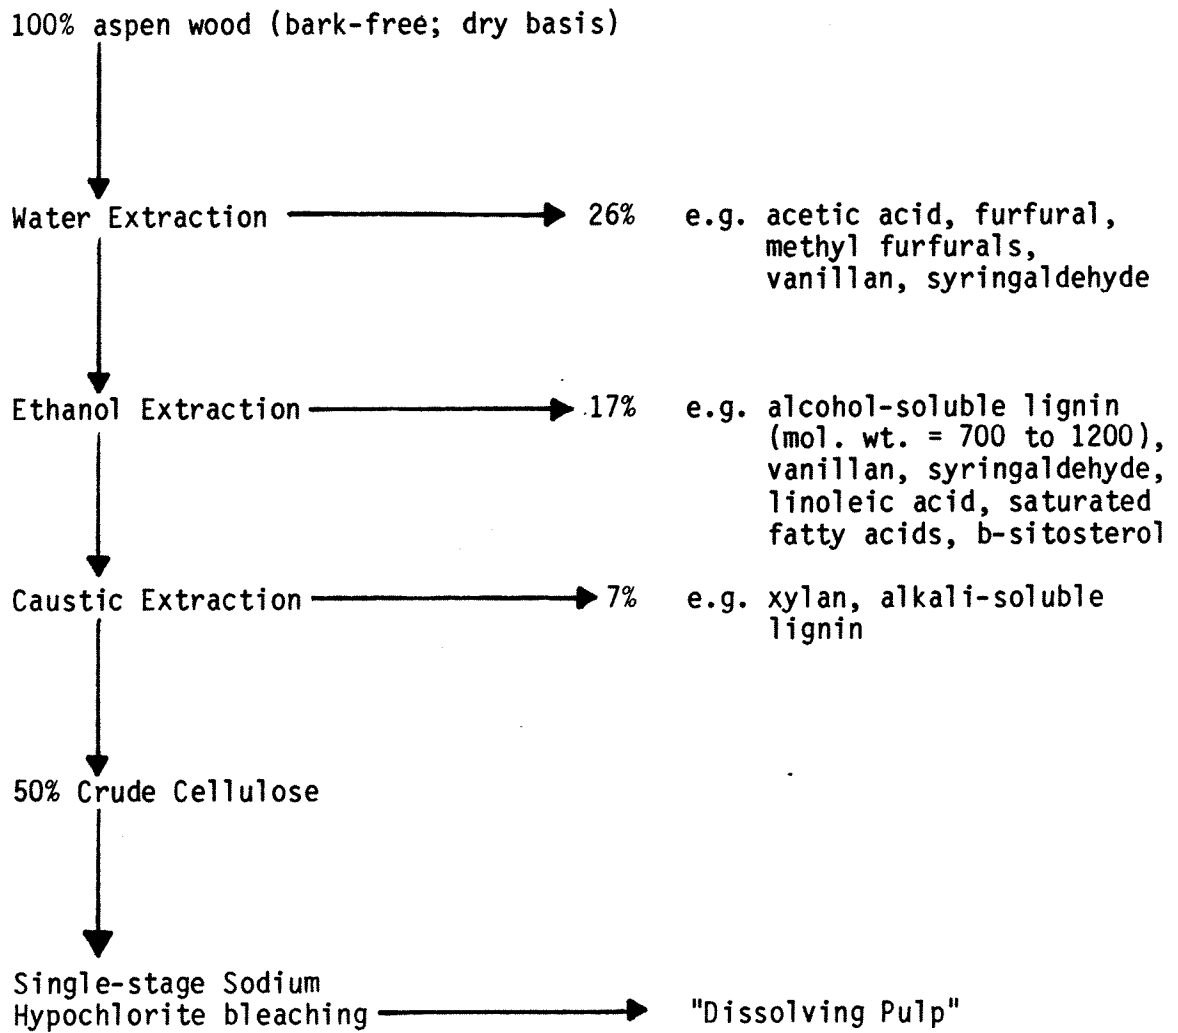 100% aspen wood (bark-free; dry basis)
Water Extraction 26% e.g. acetic acid, furfural,
methyl furfurals,
vanillan, syringaldehyde
Ethanol Extraction 17% e.g. alcohol-soluble lignin
(mol. wt. = 700 to 1200),
vanillan, syringaldehyde,
linoleic acid, saturated
fatty acids, b-sitosterol
Caustic Extraction 7% e.g. xylan, alkali-soluble
lignin
50% Crude Cellulose
Single-stage Sodium
Hypochlorite bleaching "Dissolving Pulp"